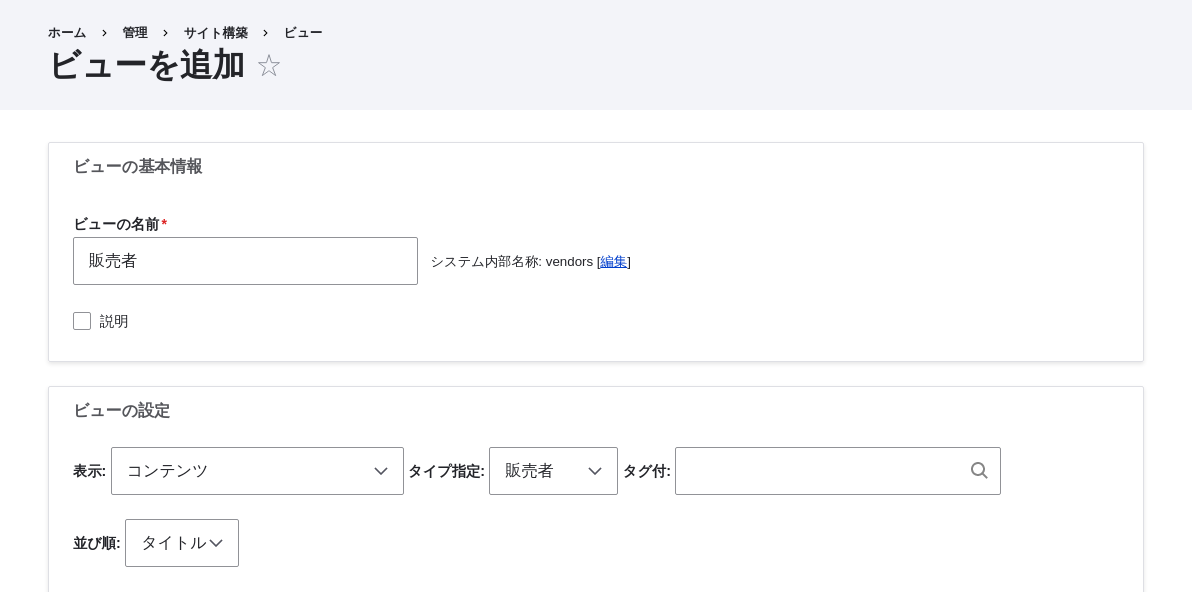 ホーム › 管理 › サイト構築 › ビュー
ビューを追加 ☆
ビューの基本情報
ビューの名前*
販売者
システム内部名称: vendors [編集]
説明
ビューの設定
表示: コンテンツ タイプ指定: 販売者 タグ付:
並び順: タイトル